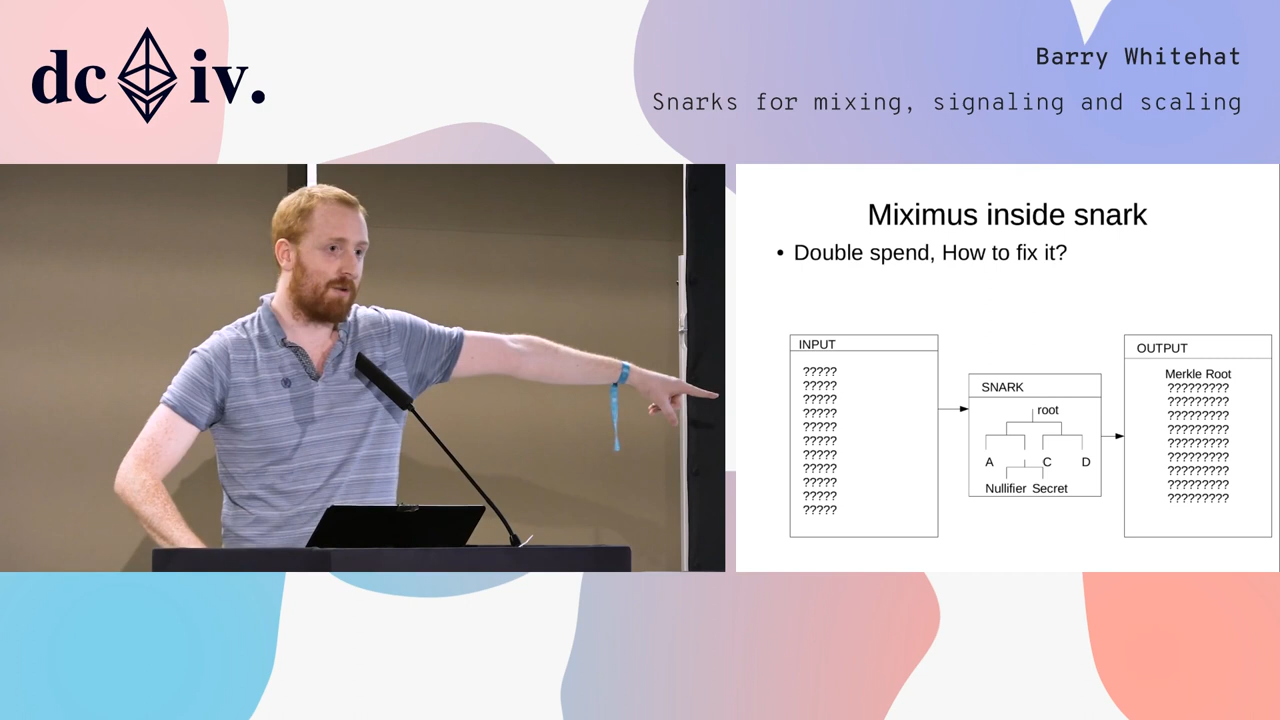 dc iv.
Barry Whitehat
Snarks for mixing, signaling and scaling
Miximus inside snark
• Double spend, How to fix it?
INPUT
?????
?????
?????
?????
?????
?????
?????
?????
?????
?????
?????
SNARK
root
A C D
Nullifier Secret
OUTPUT
Merkle Root
?????????
?????????
?????????
?????????
?????????
?????????
?????????
?????????
?????????